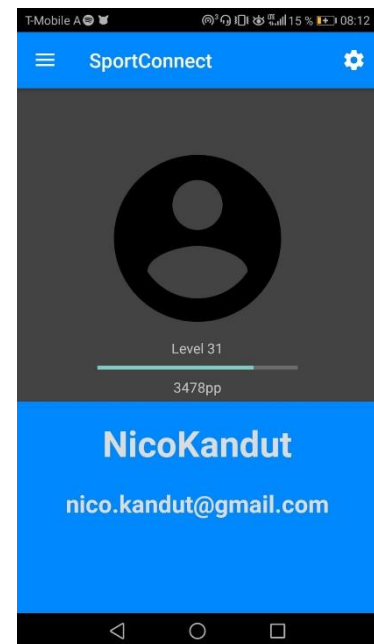 T-Mobile A 15 % 08:12
SportConnect
Level 31
3478pp
NicoKandut
nico.kandut@gmail.com